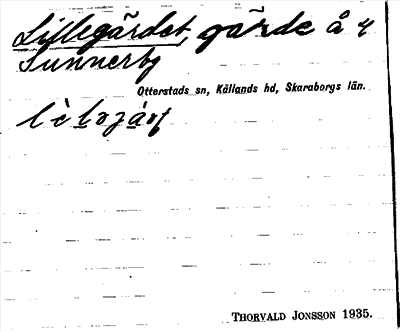 Lillegärdet, gärde å 4
Sunnerby
Otterstads sn, Kållands hd, Skaraborgs län.
THORVALD JONSSON 1935.